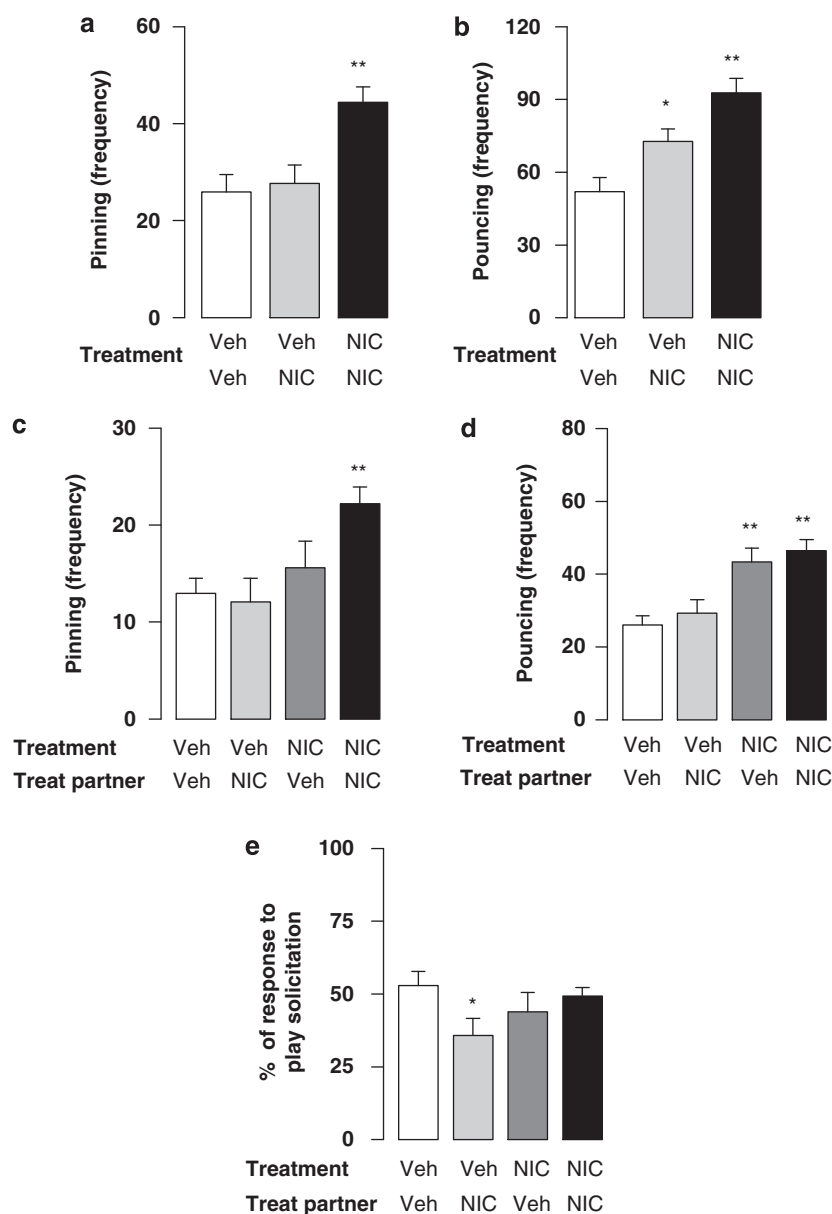 a
60
40
20
0
Pinning (frequency)
**
Treatment
Veh Veh NIC
Veh NIC NIC
b
120
90
60
30
0
Pouncing (frequency)
* **
Treatment
Veh Veh NIC
Veh NIC NIC
c
30
20
10
0
Pinning (frequency)
**
Treatment Veh Veh NIC NIC
Treat partner Veh NIC Veh NIC
d
80
60
40
20
0
Pouncing (frequency)
** **
Treatment Veh Veh NIC NIC
Treat partner Veh NIC Veh NIC
e
100
75
50
25
0
% of response to
play solicitation
*
Treatment Veh Veh NIC NIC
Treat partner Veh NIC Veh NIC